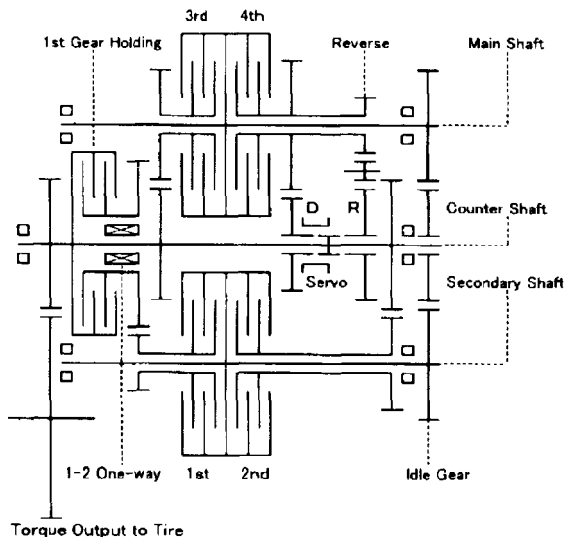 3rd 4th
1st Gear Holding Reverse Main Shaft
D R Counter Shaft
Servo Secondary Shaft
1-2 One-way 1st 2nd Idle Gear
Torque Output to Tire